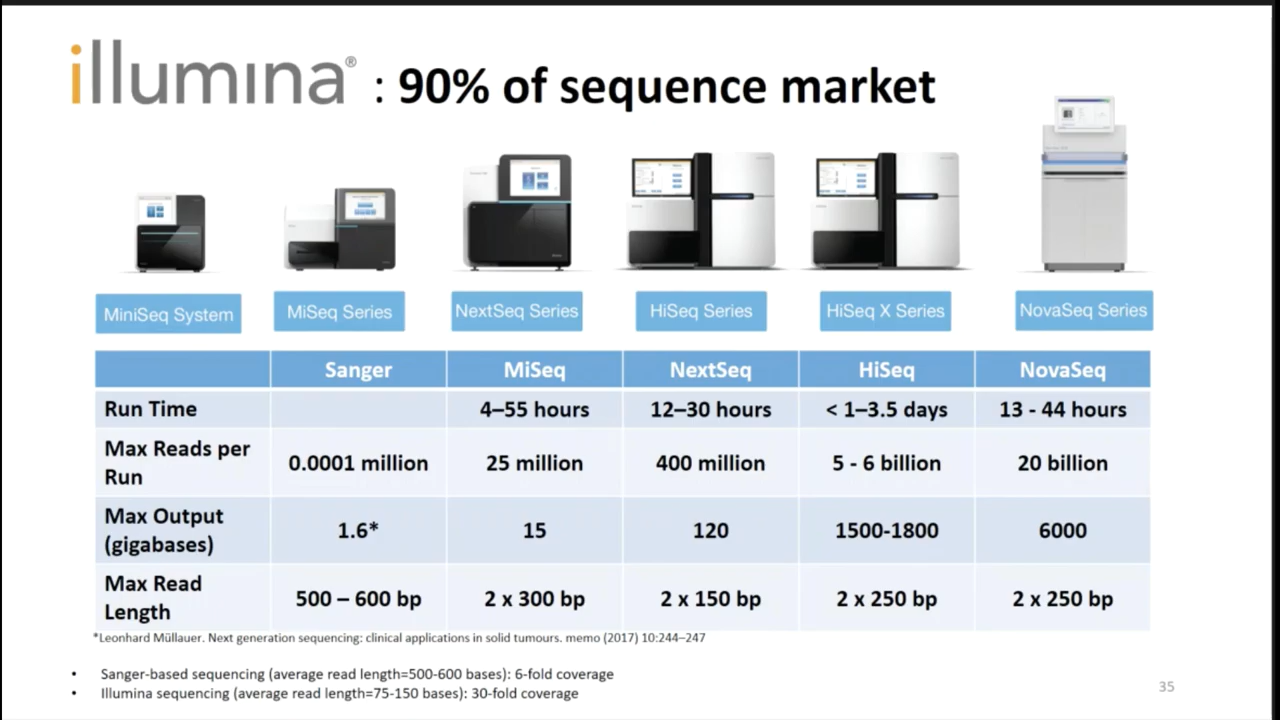 illumina® : 90% of sequence market
MiniSeq System
MiSeq Series
NextSeq Series
HiSeq Series
HiSeq X Series
NovaSeq Series
Sanger MiSeq NextSeq HiSeq NovaSeq
Run Time 4–55 hours 12–30 hours < 1–3.5 days 13 - 44 hours
Max Reads per
Run 0.0001 million 25 million 400 million 5 - 6 billion 20 billion
Max Output
(gigabases) 1.6* 15 120 1500-1800 6000
Max Read
Length 500 – 600 bp 2 x 300 bp 2 x 150 bp 2 x 250 bp 2 x 250 bp
*Leonhard Müllauer. Next generation sequencing: clinical applications in solid tumours. memo (2017) 10:244–247
• Sanger-based sequencing (average read length=500-600 bases): 6-fold coverage
• Illumina sequencing (average read length=75-150 bases): 30-fold coverage
35